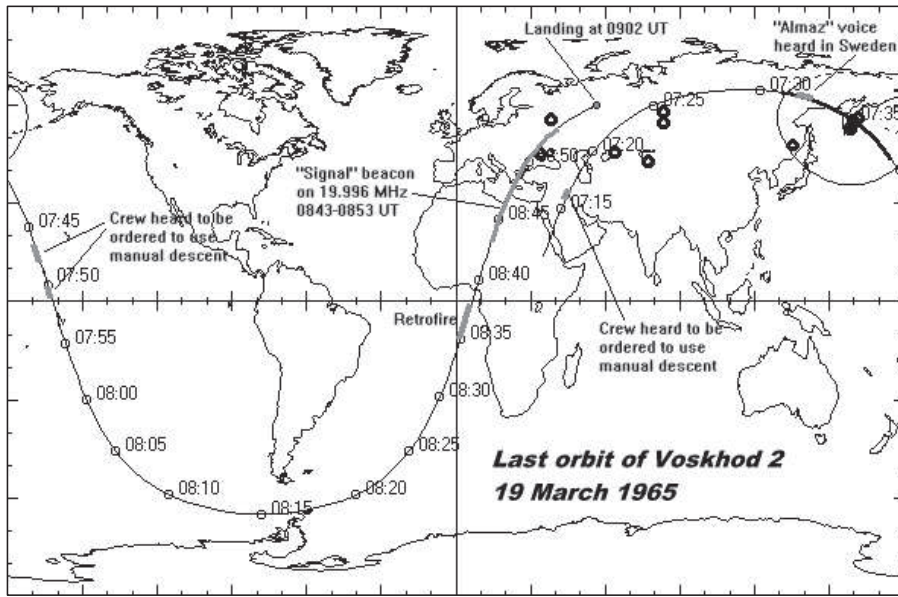 Landing at 0902 UT
"Almaz" voice
heard in Sweden
07:30
07:35
07:25
07:20
08:50
"Signal" beacon
on 19.996 MHz
0843-0853 UT
07:15
08:45
07:45
Crew heard to be
ordered to use
manual descent
07:50
08:40
Retrofire
08:35
Crew heard to be
ordered to use
manual descent
07:55
08:00
08:30
08:05
08:25
Last orbit of Voskhod 2
19 March 1965
08:10
08:20
08:15